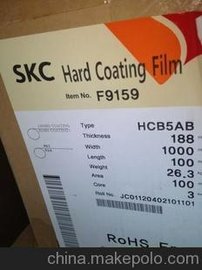 SKC Hard Coating Film
Item No. F9159
Type HCB5AB
Thickness 188
Width 1000
Length 100
Weight 100
Area 26.3
Core 100
Roll No. JC01120402101101 3
RoHS
china.makepolo.com